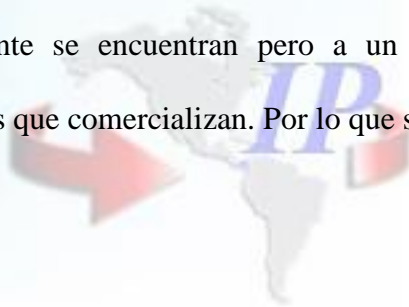 nte se encuentran pero a un
IP
s que comercializan. Por lo que s